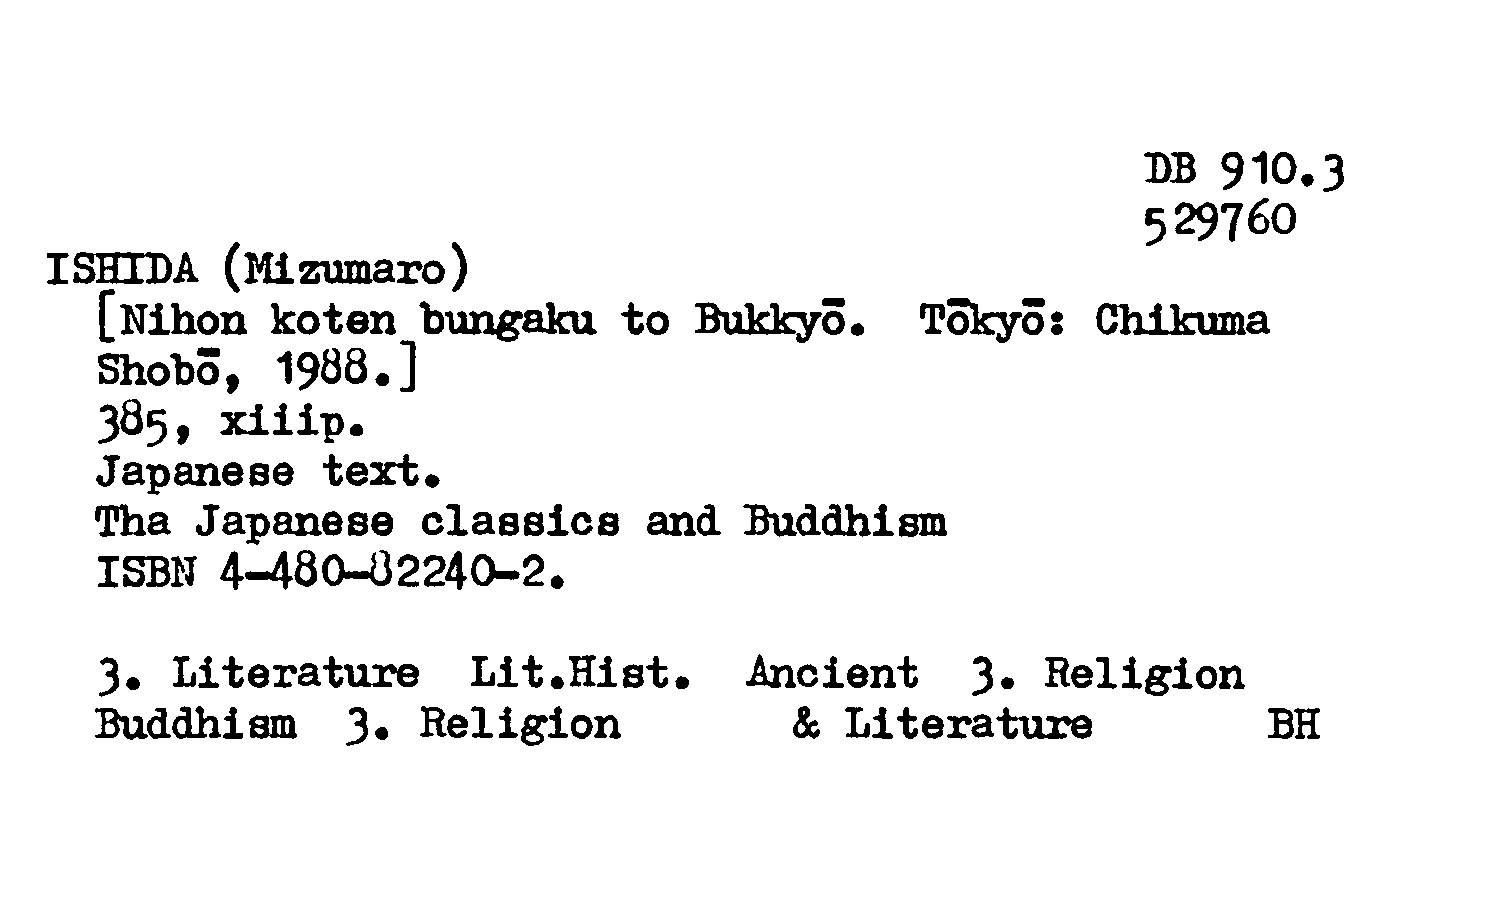 DB 910.3
529760
ISHIDA (Mizumaro)
[Nihon koten bungaku to Bukkyō. Tōkyō: Chikuma
Shobō, 1988.]
385, xiiip.
Japanese text.
Tha Japanese classics and Buddhism
ISBN 4-480-82240-2.
3. Literature Lit.Hist. Ancient 3. Religion
Buddhism 3. Religion & Literature BH